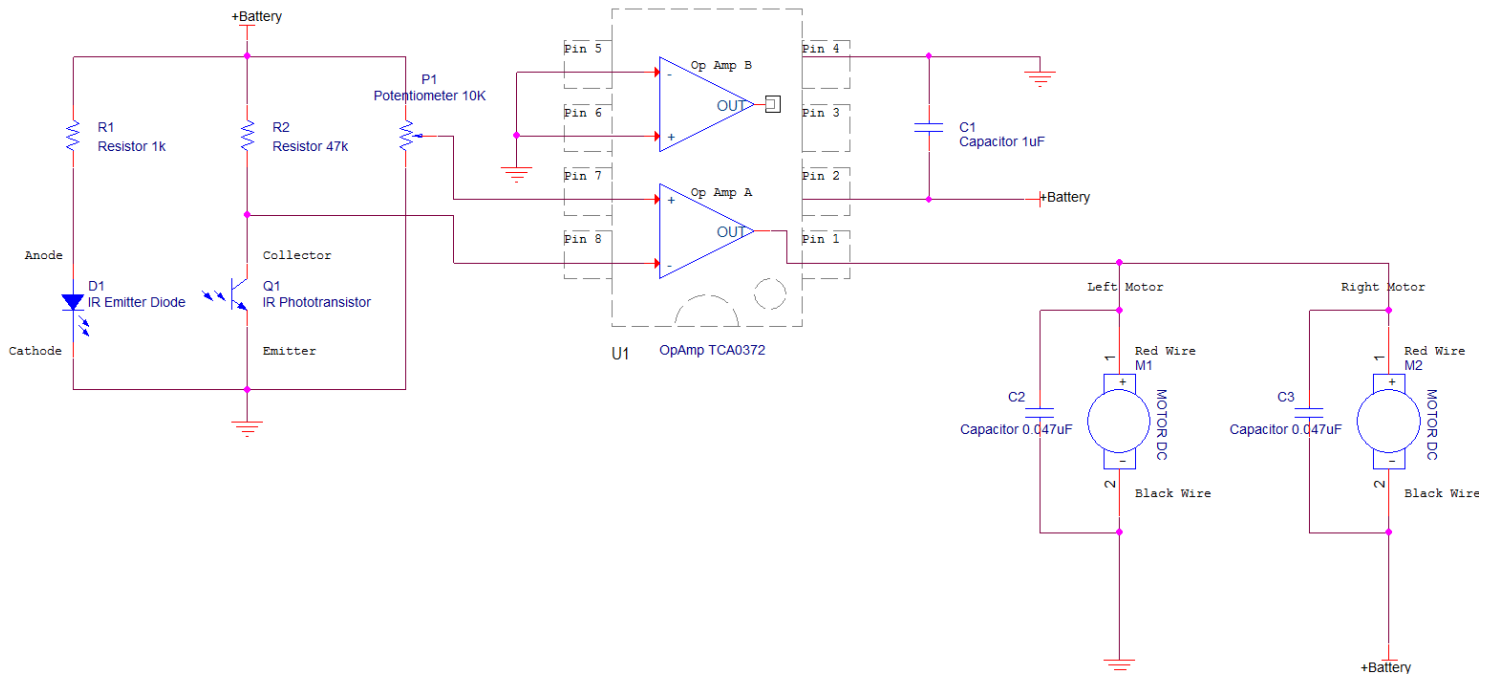 +Battery
R1
Resistor 1k
R2
Resistor 47k
P1
Potentiometer 10K
Anode
D1
IR Emitter Diode
Cathode
Collector
Q1
IR Phototransistor
Emitter
Pin 5
Pin 6
Pin 7
Pin 8
Op Amp B
-
+
OUT
Op Amp A
+
-
OUT
Pin 4
Pin 3
Pin 2
Pin 1
U1
OpAmp TCA0372
C1
Capacitor 1uF
+Battery
Left Motor
1
Red Wire
M1
+
MOTOR DC
-
2
Black Wire
C2
Capacitor 0.047uF
Right Motor
1
Red Wire
M2
+
MOTOR DC
-
2
Black Wire
C3
Capacitor 0.047uF
+Battery